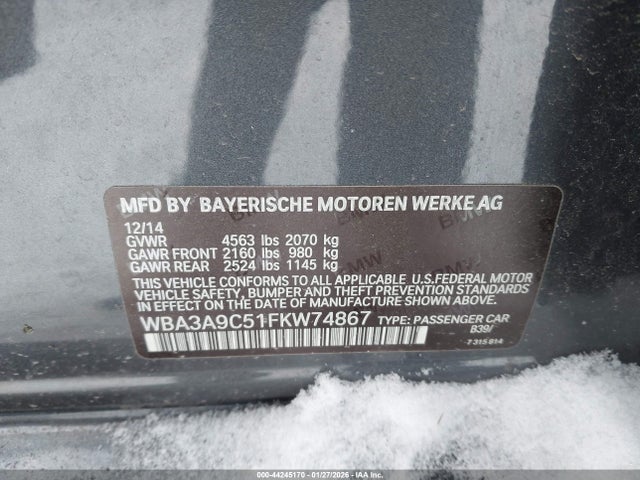 MFD BY BAYERISCHE MOTOREN WERKE AG
12/14
GVWR 4563 lbs 2070 kg
GAWR FRONT 2160 lbs 980 kg
GAWR REAR 2524 lbs 1145 kg
THIS VEHICLE CONFORMS TO ALL APPLICABLE U.S.FEDERAL MOTOR
VEHICLE SAFETY, BUMPER AND THEFT PREVENTION STANDARDS
IN EFFECT ON THE DATE OF MANUFACTURE SHOWN ABOVE.
WBA3A9C51FKW74867 TYPE: PASSENGER CAR
B39/
7 315 814
000-44245170 | 01/27/2026 | IAA Inc.